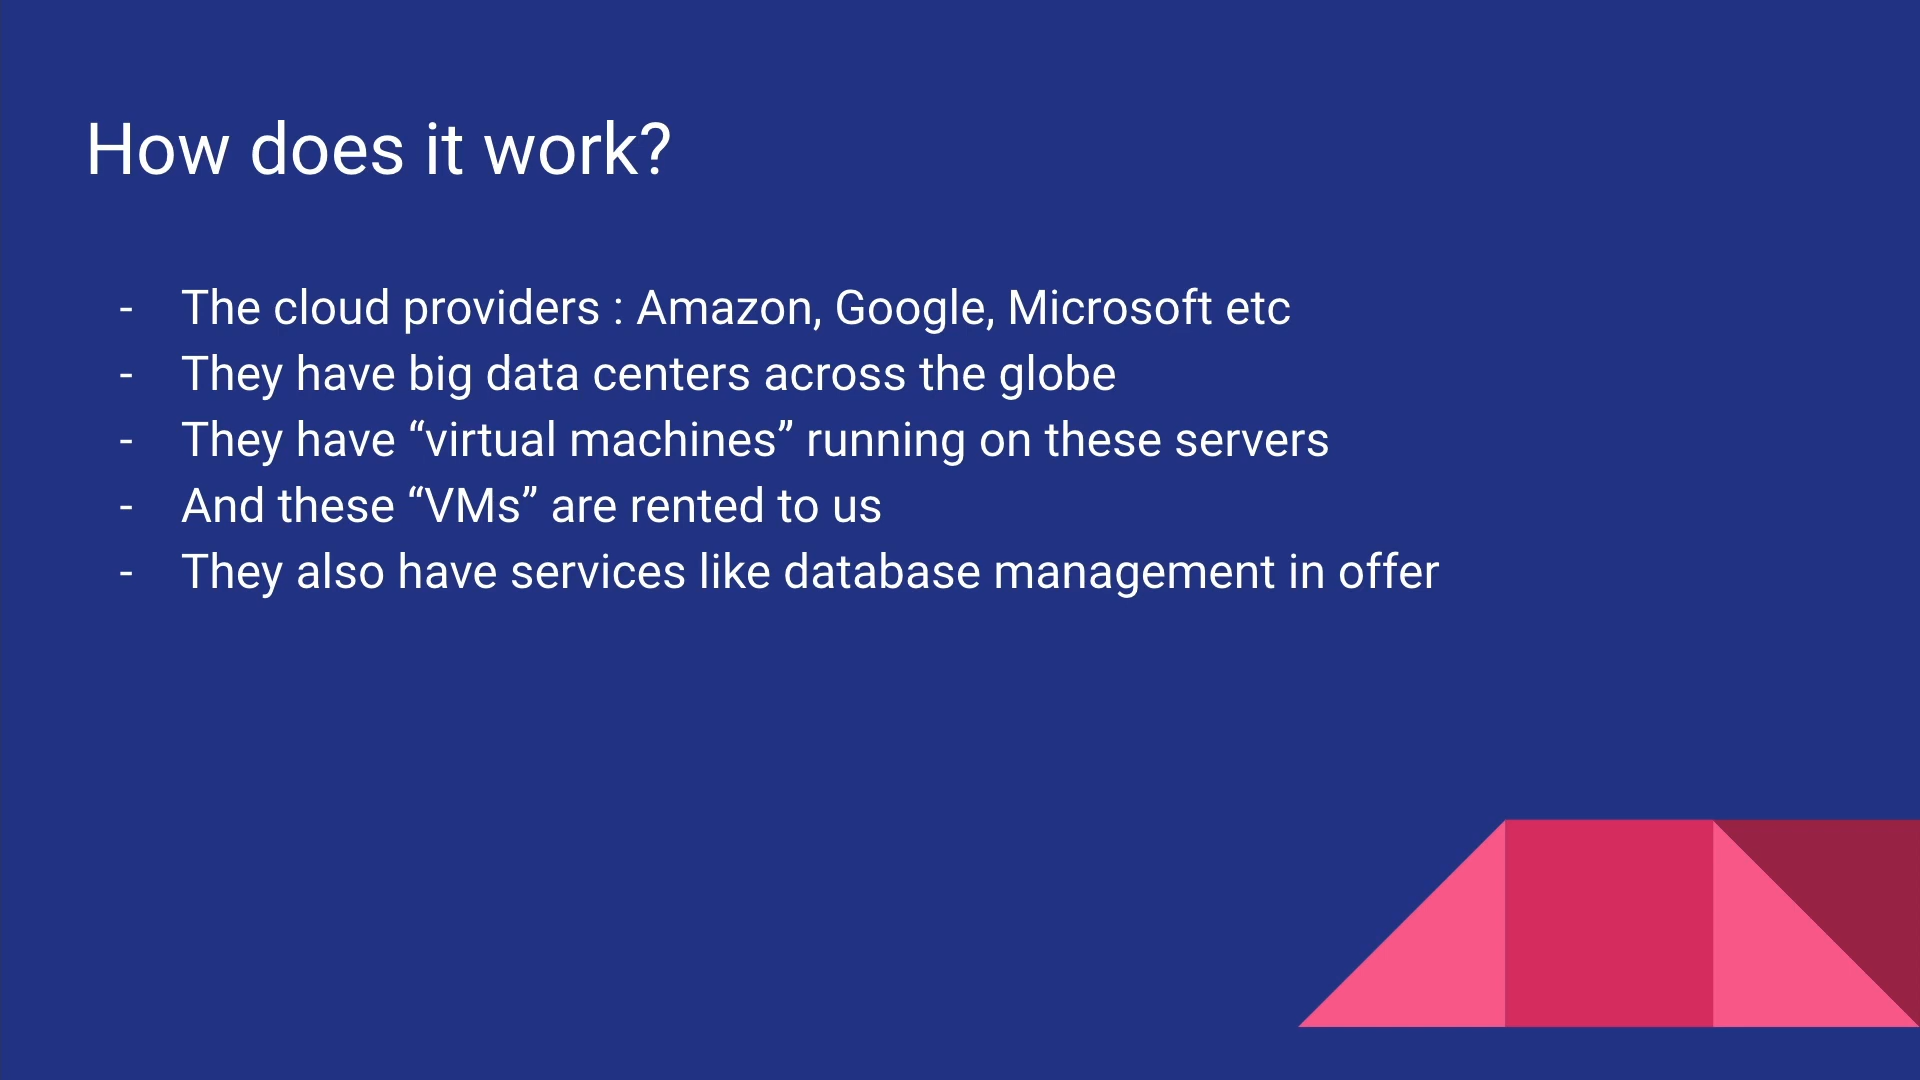 How does it work?
- The cloud providers : Amazon, Google, Microsoft etc
- They have big data centers across the globe
- They have “virtual machines” running on these servers
- And these “VMs” are rented to us
- They also have services like database management in offer